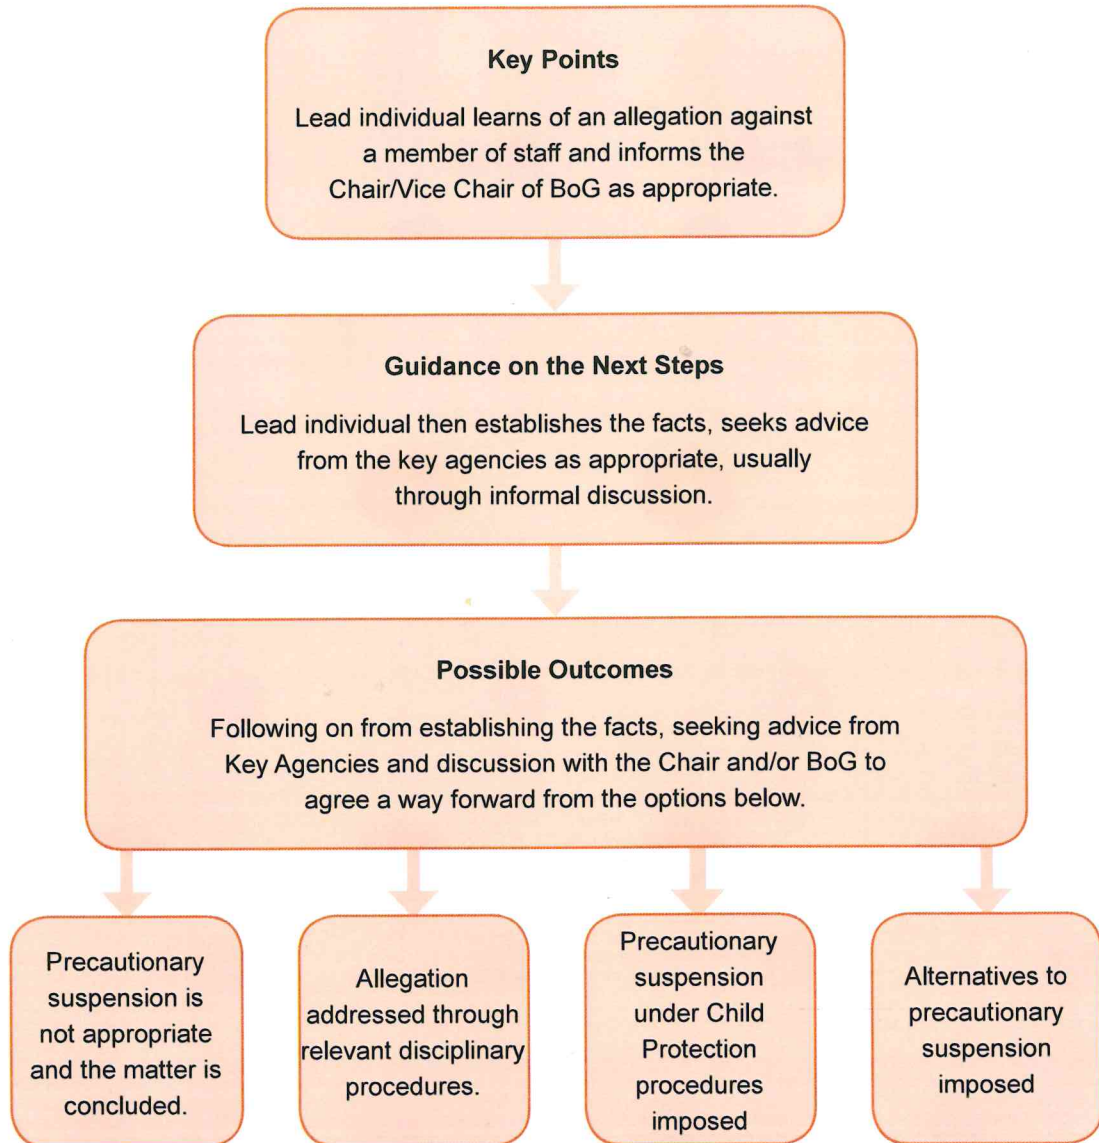 Key Points
Lead individual learns of an allegation against
a member of staff and informs the
Chair/Vice Chair of BoG as appropriate.
Guidance on the Next Steps
Lead individual then establishes the facts, seeks advice
from the key agencies as appropriate, usually
through informal discussion.
Possible Outcomes
Following on from establishing the facts, seeking advice from
Key Agencies and discussion with the Chair and/or BoG to
agree a way forward from the options below.
Precautionary
suspension is
not appropriate
and the matter is
concluded.
Allegation
addressed through
relevant disciplinary
procedures.
Precautionary
suspension
under Child
Protection
procedures
imposed
Alternatives to
precautionary
suspension
imposed